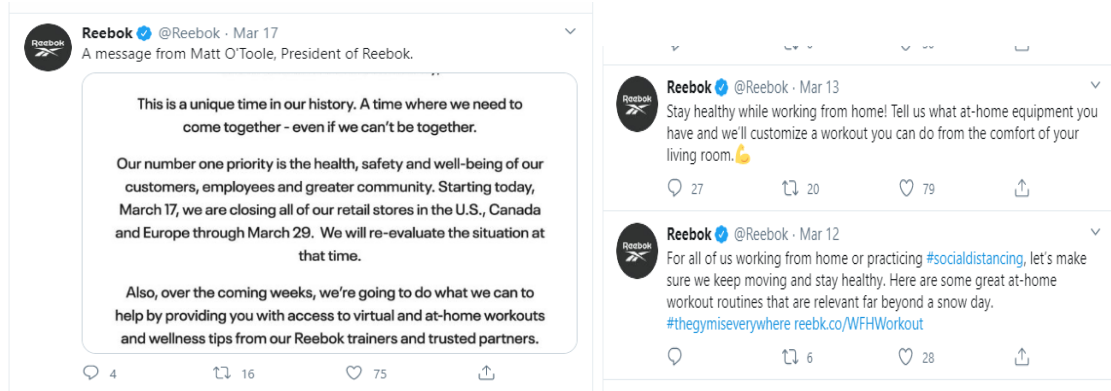 Reebok @Reebok · Mar 17
A message from Matt O'Toole, President of Reebok.
This is a unique time in our history. A time where we need to
come together - even if we can't be together.
Our number one priority is the health, safety and well-being of our
customers, employees and greater community. Starting today,
March 17, we are closing all of our retail stores in the U.S., Canada
and Europe through March 29. We will re-evaluate the situation at
that time.
Also, over the coming weeks, we're going to do what we can to
help by providing you with access to virtual and at-home workouts
and wellness tips from our Reebok trainers and trusted partners.
4 16 75
Reebok @Reebok · Mar 13
Stay healthy while working from home! Tell us what at-home equipment you
have and we'll customize a workout you can do from the comfort of your
living room.💪
27 20 79
Reebok @Reebok · Mar 12
For all of us working from home or practicing #socialdistancing, let's make
sure we keep moving and stay healthy. Here are some great at-home
workout routines that are relevant far beyond a snow day.
#thegymiseverywhere reebk.co/WFHWorkout
6 28
Reebok
Reebok
Reebok